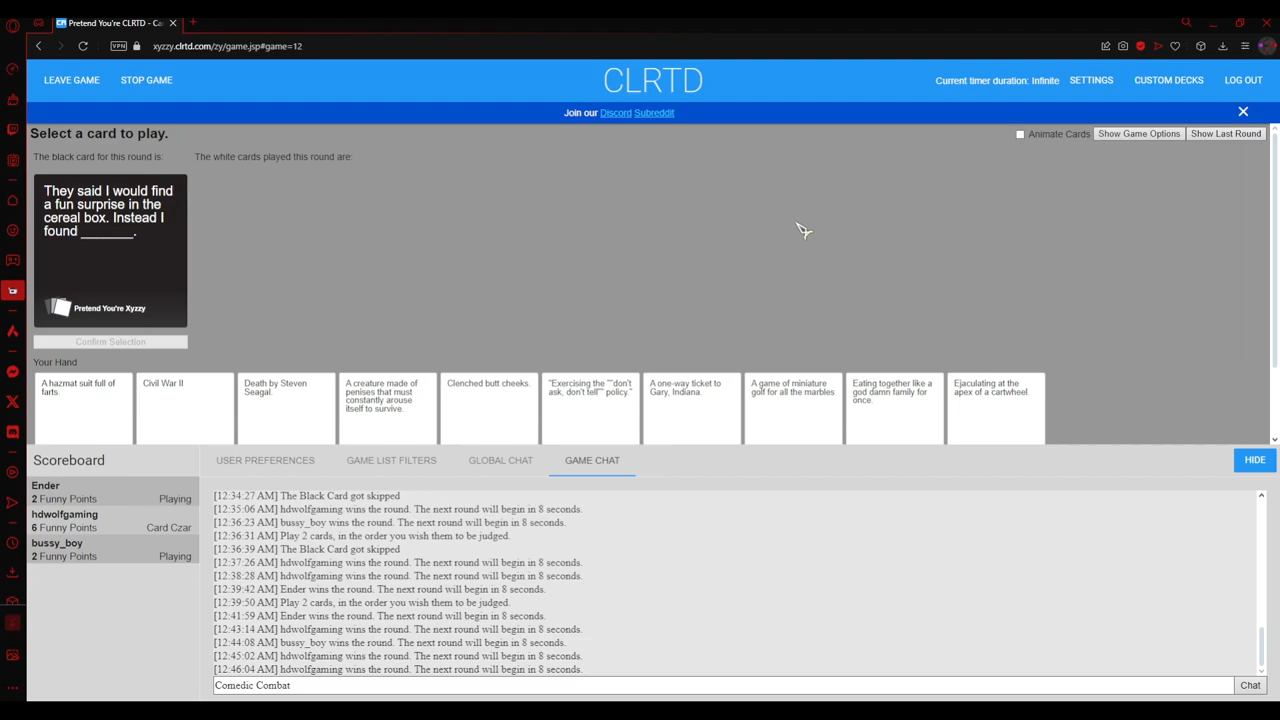 Pretend You're CLRTD - Ca
VPN
xyzzy.clrtd.com/zy/game.jsp#game=12
LEAVE GAME
STOP GAME
CLRTD
Current timer duration: Infinite
SETTINGS
CUSTOM DECKS
LOG OUT
Join our Discord Subreddit
Select a card to play.
Animate Cards
Show Game Options
Show Last Round
The black card for this round is:
The white cards played this round are:
They said I would find
a fun surprise in the
cereal box. Instead I
found _______.
Pretend You're Xyzzy
Confirm Selection
Your Hand
A hazmat suit full of
farts.
Civil War II
Death by Steven
Seagal.
A creature made of
penises that must
constantly arouse
itself to survive.
Clenched butt cheeks.
"Exercising the ""don't
ask, don't tell"" policy."
A one-way ticket to
Gary, Indiana.
A game of miniature
golf for all the marbles
Eating together like a
god damn family for
once.
Ejaculating at the
apex of a cartwheel.
Scoreboard
USER PREFERENCES
GAME LIST FILTERS
GLOBAL CHAT
GAME CHAT
HIDE
Ender
2 Funny Points
Playing
hdwolfgaming
6 Funny Points
Card Czar
bussy_boy
2 Funny Points
Playing
[12:34:27 AM] The Black Card got skipped
[12:35:06 AM] hdwolfgaming wins the round. The next round will begin in 8 seconds.
[12:36:23 AM] bussy_boy wins the round. The next round will begin in 8 seconds.
[12:36:31 AM] Play 2 cards, in the order you wish them to be judged.
[12:36:39 AM] The Black Card got skipped
[12:37:26 AM] hdwolfgaming wins the round. The next round will begin in 8 seconds.
[12:38:28 AM] hdwolfgaming wins the round. The next round will begin in 8 seconds.
[12:39:42 AM] Ender wins the round. The next round will begin in 8 seconds.
[12:39:50 AM] Play 2 cards, in the order you wish them to be judged.
[12:41:59 AM] Ender wins the round. The next round will begin in 8 seconds.
[12:43:14 AM] hdwolfgaming wins the round. The next round will begin in 8 seconds.
[12:44:08 AM] bussy_boy wins the round. The next round will begin in 8 seconds.
[12:45:02 AM] hdwolfgaming wins the round. The next round will begin in 8 seconds.
[12:46:04 AM] hdwolfgaming wins the round. The next round will begin in 8 seconds.
Comedic Combat
Chat